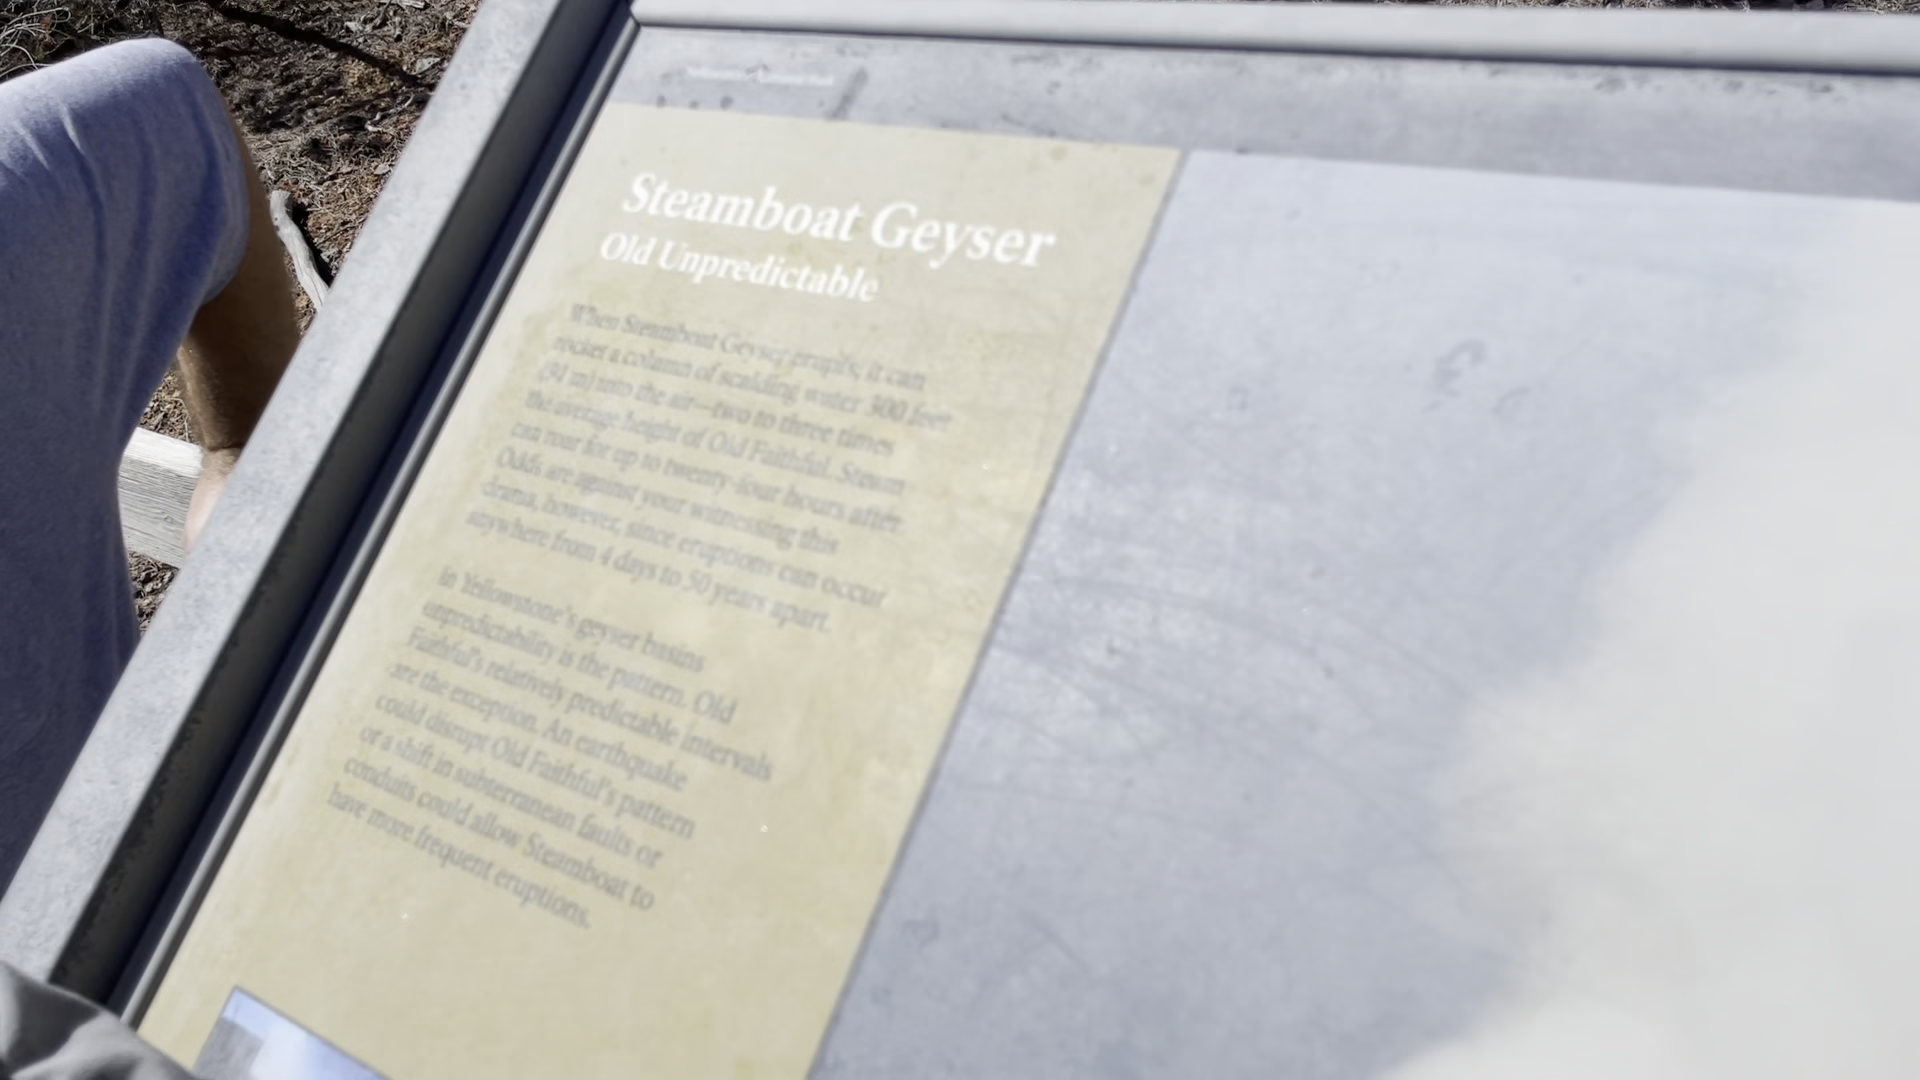 Steamboat Geyser
Old Unpredictable
When Steamboat Geyser erupts, it can
rocket a column of scalding water 300 feet
(91 m) into the air—two to three times
the average height of Old Faithful. Steam
can roar for up to twenty-four hours after.
Odds are against your witnessing this
drama, however, since eruptions can occur
anywhere from 4 days to 50 years apart.
In Yellowstone's geyser basins
unpredictability is the pattern. Old
Faithful's relatively predictable intervals
are the exception. An earthquake
could disrupt Old Faithful's pattern
or a shift in subterranean faults or
conduits could allow Steamboat to
have more frequent eruptions.